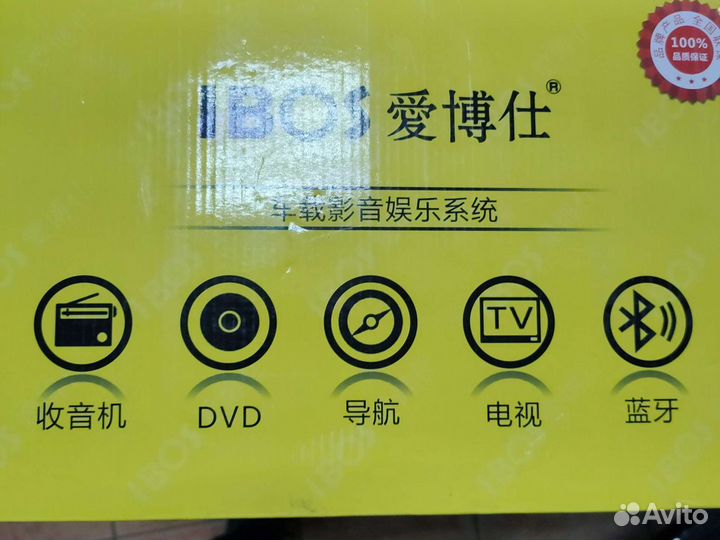 IBOS 愛博仕®
车载影音娱乐系统
100%
品质保证
TV
收音机 DVD 导航 电视 蓝牙
Avito